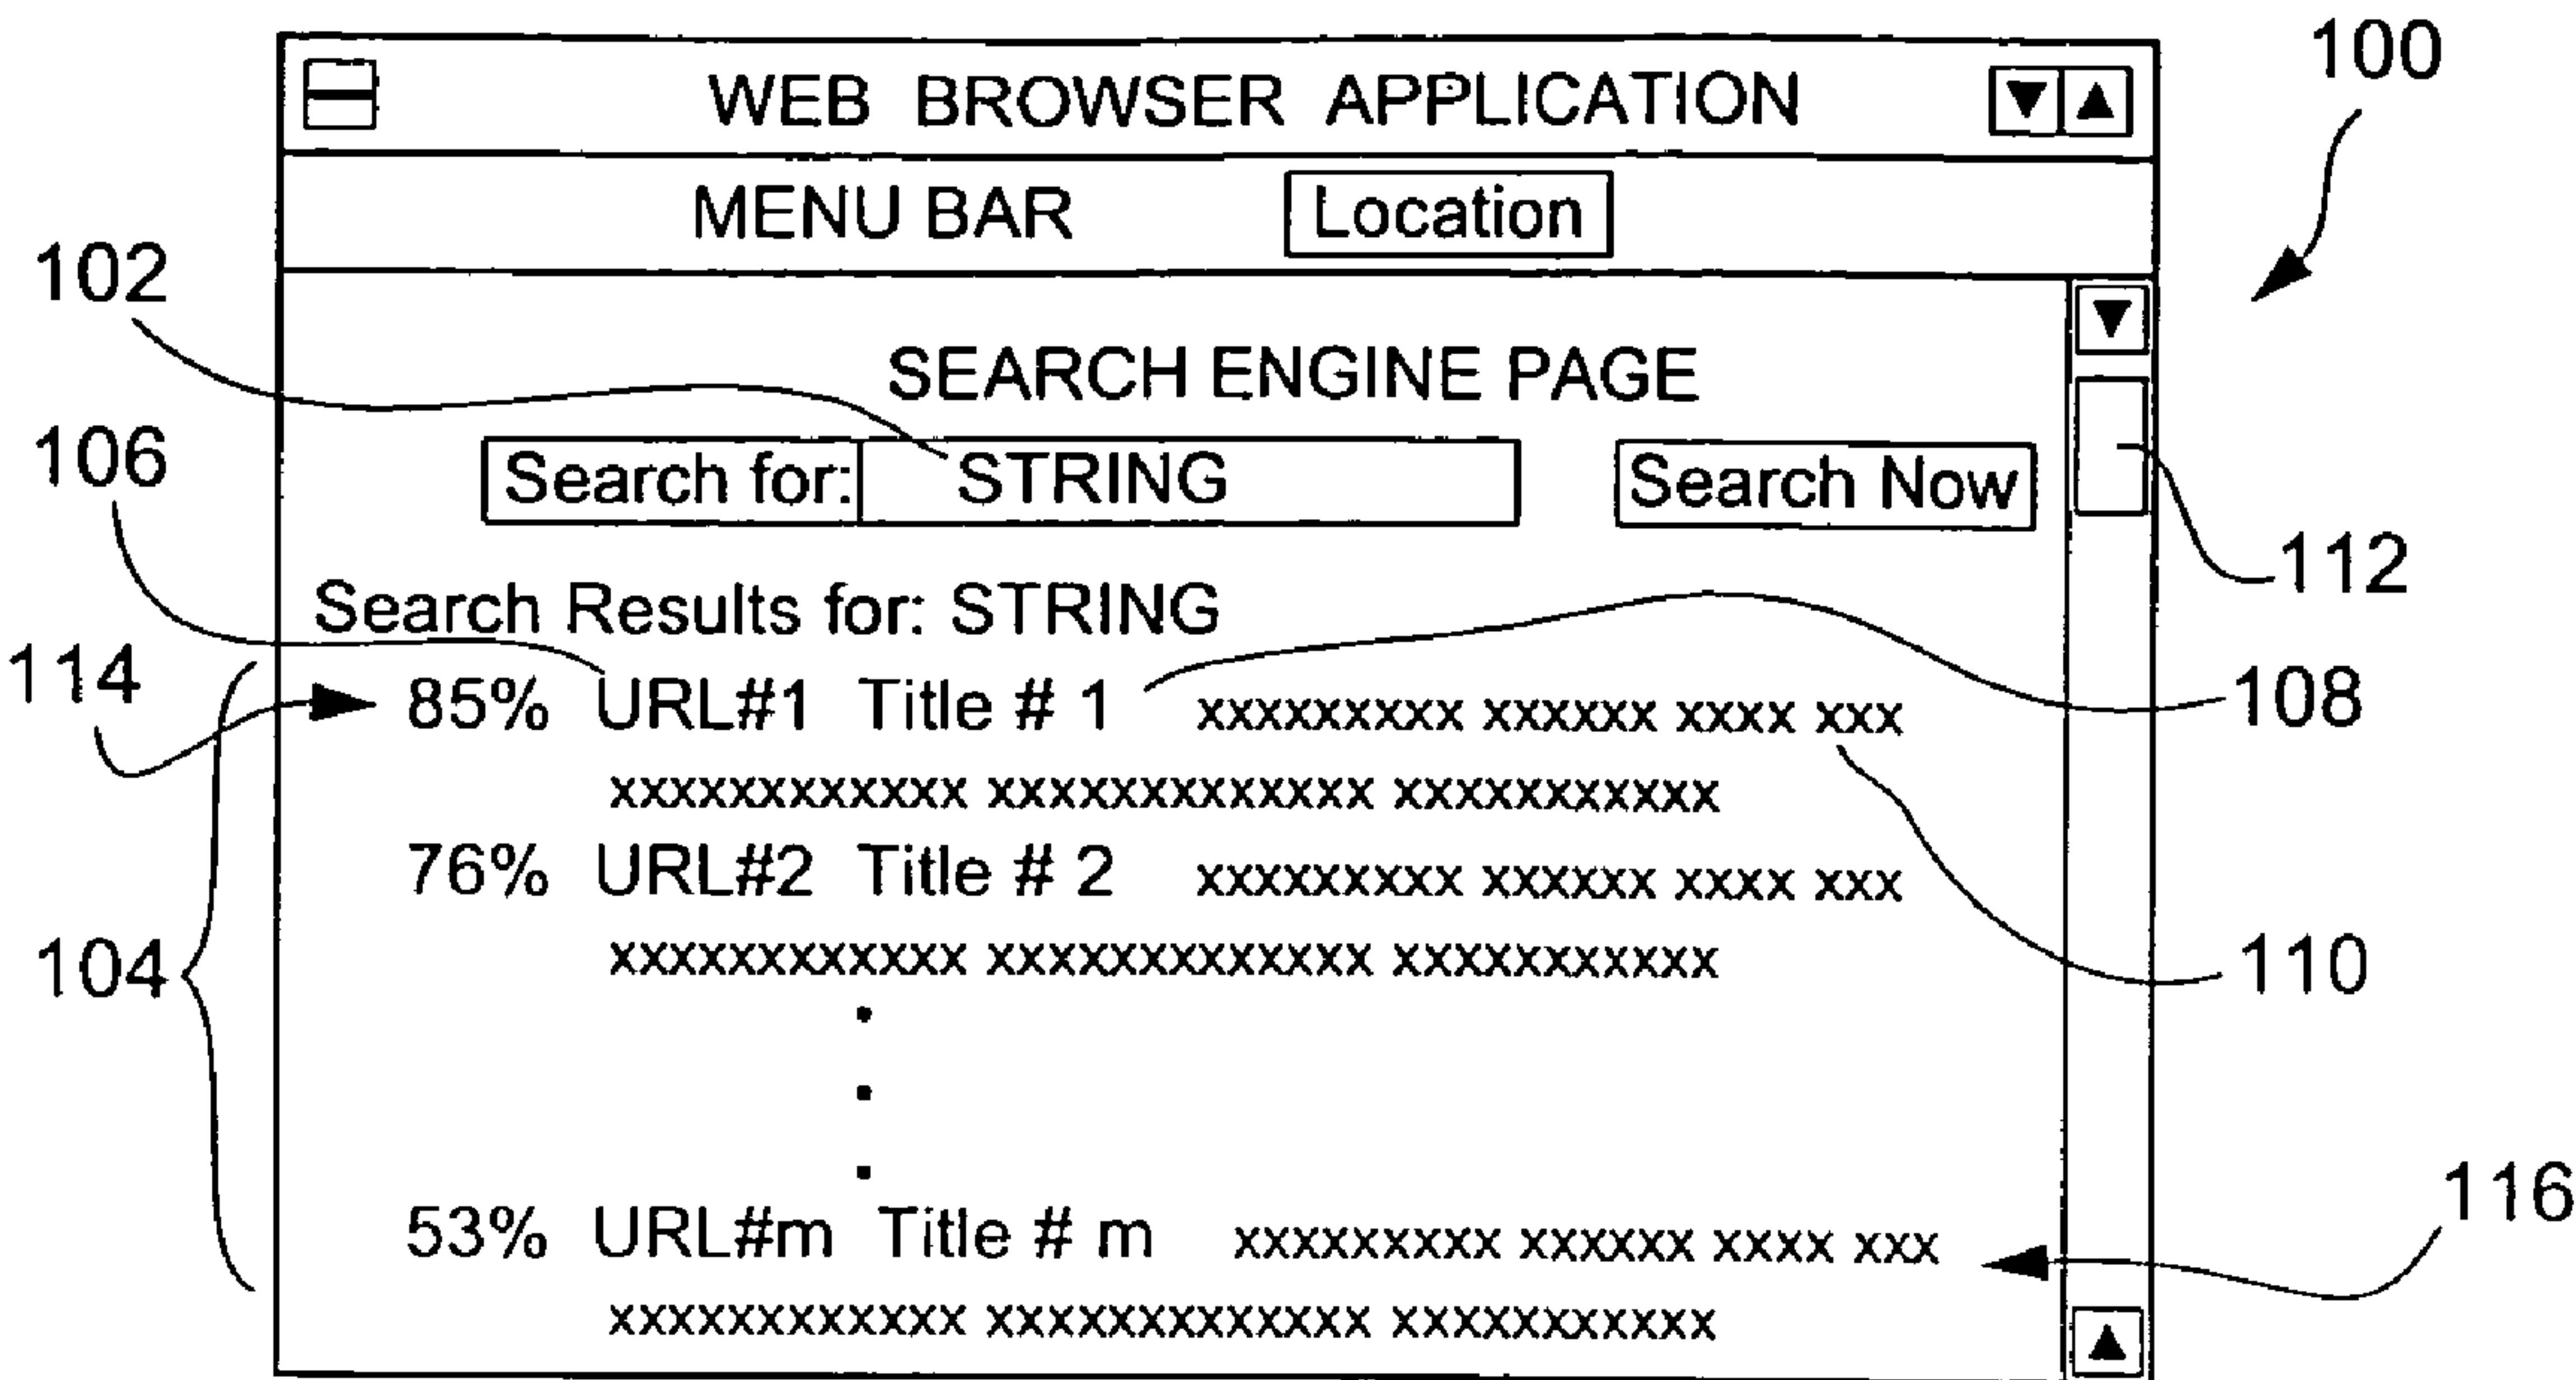 100
WEB BROWSER APPLICATION
MENU BAR Location
102
SEARCH ENGINE PAGE
106
Search for: STRING Search Now
112
Search Results for: STRING
114
85% URL#1 Title # 1 xxxxxxxxx xxxxxx xxxx xxx
108
xxxxxxxxxxxx xxxxxxxxxxxxx xxxxxxxxxxx
76% URL#2 Title # 2 xxxxxxxxx xxxxxx xxxx xxx
104
xxxxxxxxxxxx xxxxxxxxxxxxx xxxxxxxxxxx
110
116
53% URL#m Title # m xxxxxxxxx xxxxxx xxxx xxx
xxxxxxxxxxxx xxxxxxxxxxxxx xxxxxxxxxxx